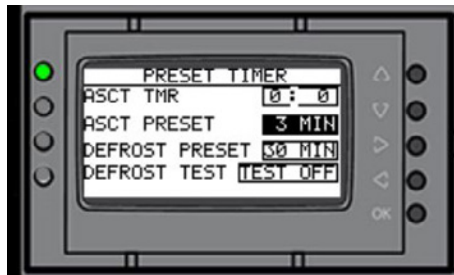 PRESET TIMER
ASCT TMR 0: 0
ASCT PRESET 3 MIN
DEFROST PRESET 30 MIN
DEFROST TEST TEST OFF
OK